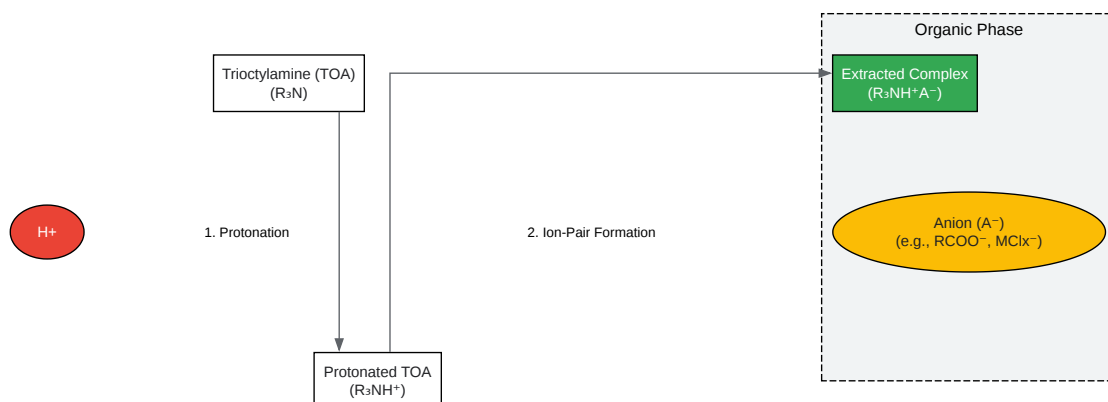 Organic Phase
Trioctylamine (TOA)
(R₃N)
Extracted Complex
(R₃NH⁺A⁻)
H+
1. Protonation
2. Ion-Pair Formation
Anion (A⁻)
(e.g., RCOO⁻, MClx⁻)
Protonated TOA
(R₃NH⁺)